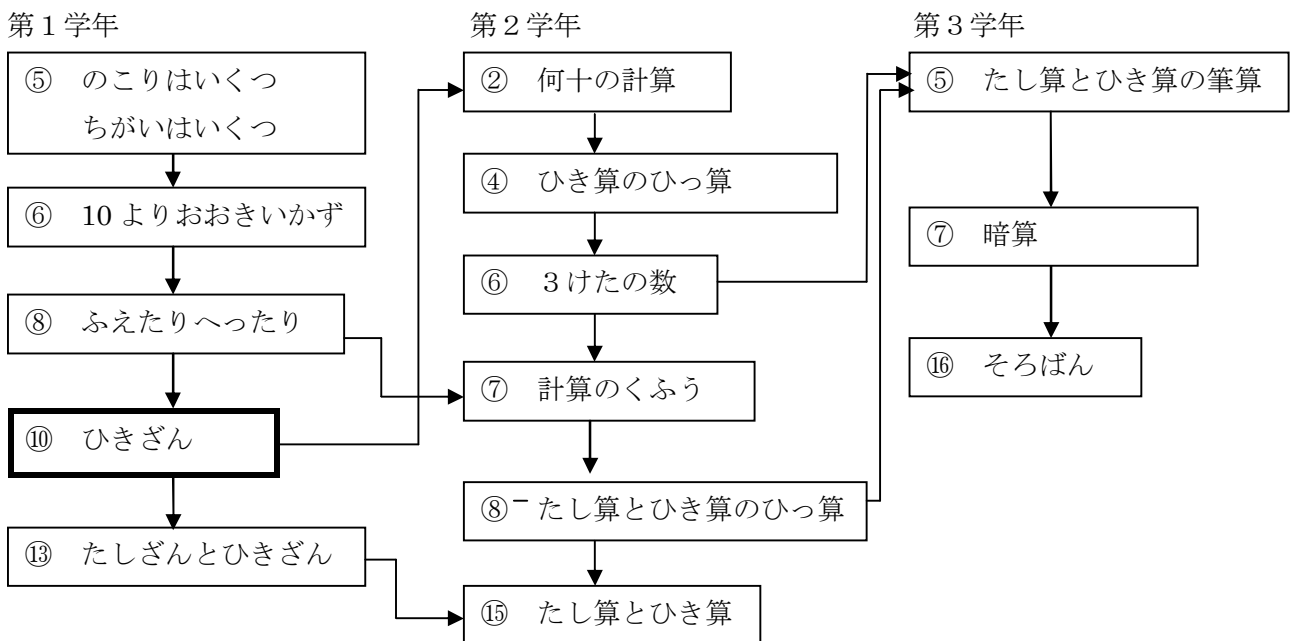 第１学年
⑤　のこりはいくつ
ちがいはいくつ
⑥　10 よりおおきいかず
⑧　ふえたりへったり
⑩　ひきざん
⑬　たしざんとひきざん
第２学年
②　何十の計算
④　ひき算のひっ算
⑥　３けたの数
⑦　計算のくふう
⑧　たし算とひき算のひっ算
⑮　たし算とひき算
第３学年
⑤　たし算とひき算の筆算
⑦　暗算
⑯　そろばん